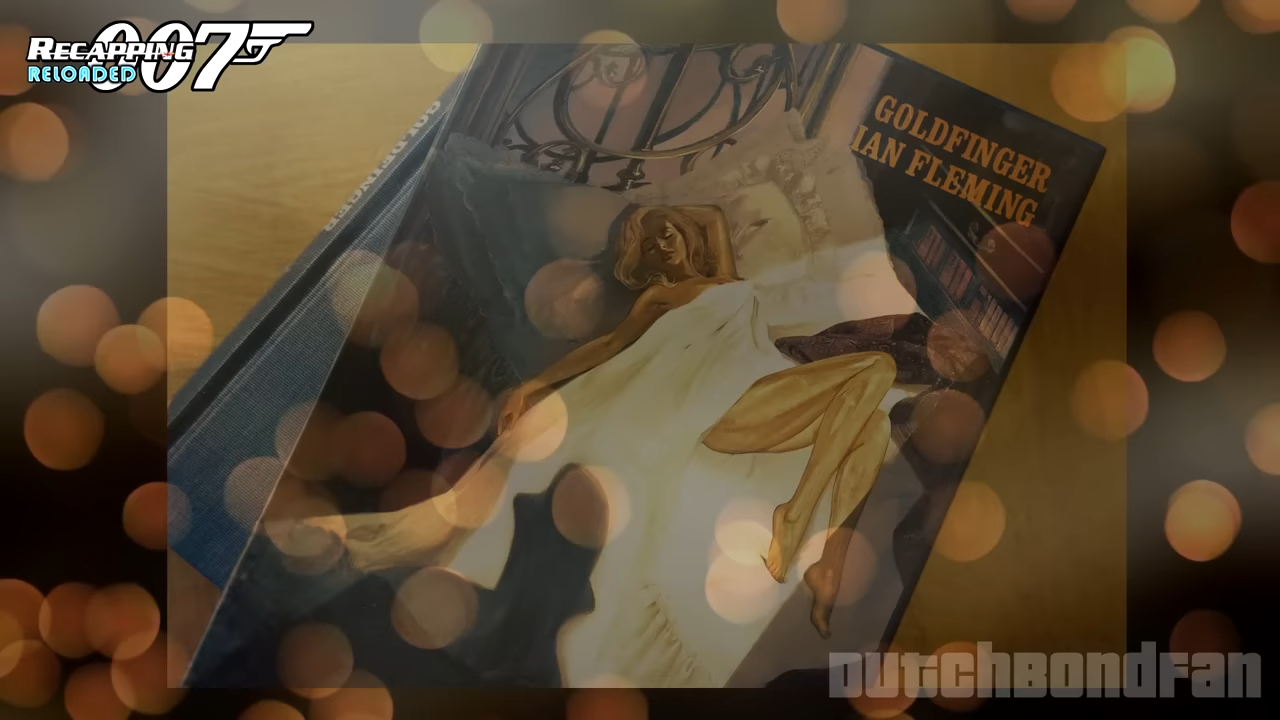 RECAPPING 007
RELOADED
GOLDFINGER
GOLDFINGER
IAN FLEMING
DUTCHBONDFAN